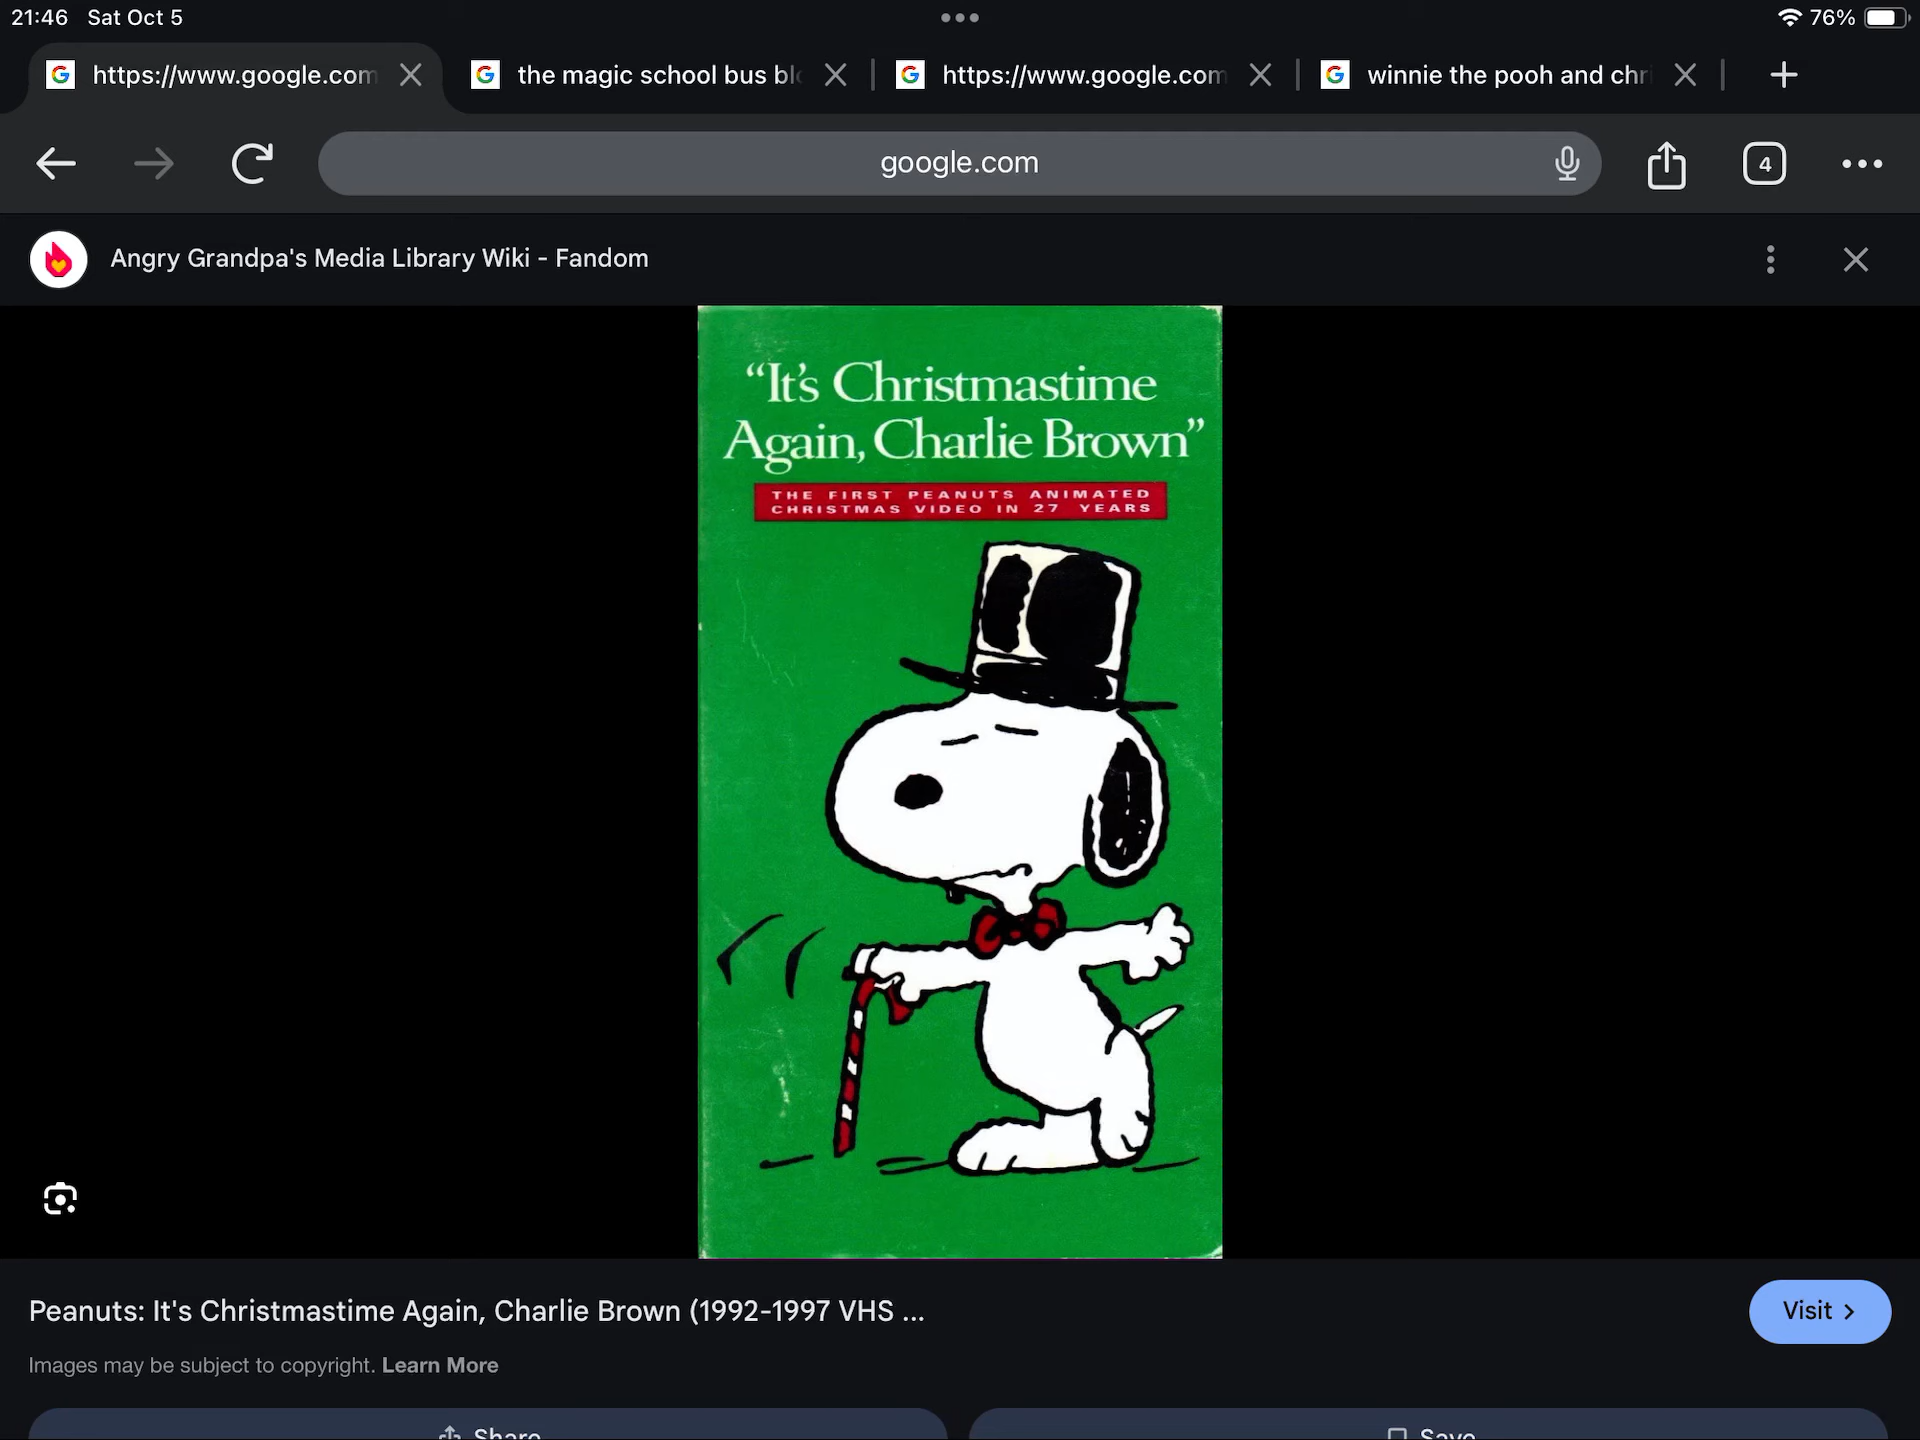 21:46 Sat Oct 5
76%
https://www.google.com
the magic school bus blo
https://www.google.com
winnie the pooh and chr
google.com
4
Angry Grandpa's Media Library Wiki - Fandom
“It's Christmastime
Again, Charlie Brown”
THE FIRST PEANUTS ANIMATED
CHRISTMAS VIDEO IN 27 YEARS
Peanuts: It's Christmastime Again, Charlie Brown (1992-1997 VHS ...
Visit
Images may be subject to copyright. Learn More
Share
Save